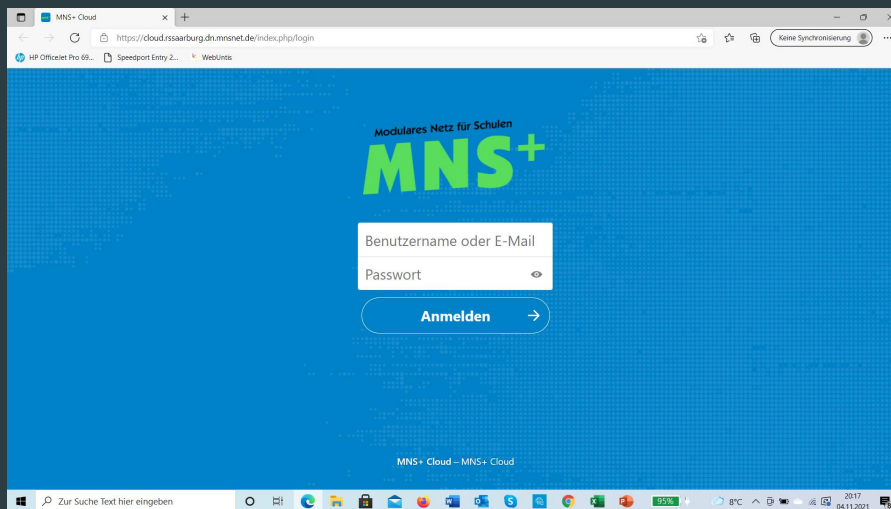 MNS+ Cloud
https://cloud.rssaarburg.dn.mnsnet.de/index.php/login
Keine Synchronisierung
HP OfficeJet Pro 69... Speedport Entry 2... WebUntis
Modulares Netz für Schulen
MNS+
Benutzername oder E-Mail
Passwort
Anmelden
MNS+ Cloud – MNS+ Cloud
Zur Suche Text hier eingeben
95%
8°C
20:17
04.11.2021